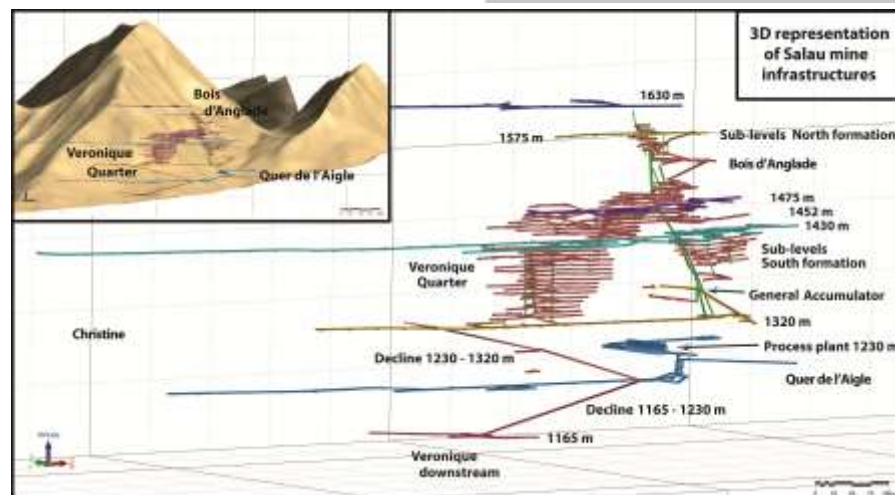 3D representation
of Salau mine
infrastructures
Bois
d'Anglade
Veronique
Quarter
Quer de l'Aigle
1630 m
1575 m
Sub-levels North formation
Bois d'Anglade
1475 m
1452 m
1430 m
Veronique
Quarter
Sub-levels
South formation
General Accumulator
1320 m
Christine
Process plant 1230 m
Decline 1230 - 1320 m
Quer de l'Aigle
Decline 1165 - 1230 m
1165 m
Veronique
downstream